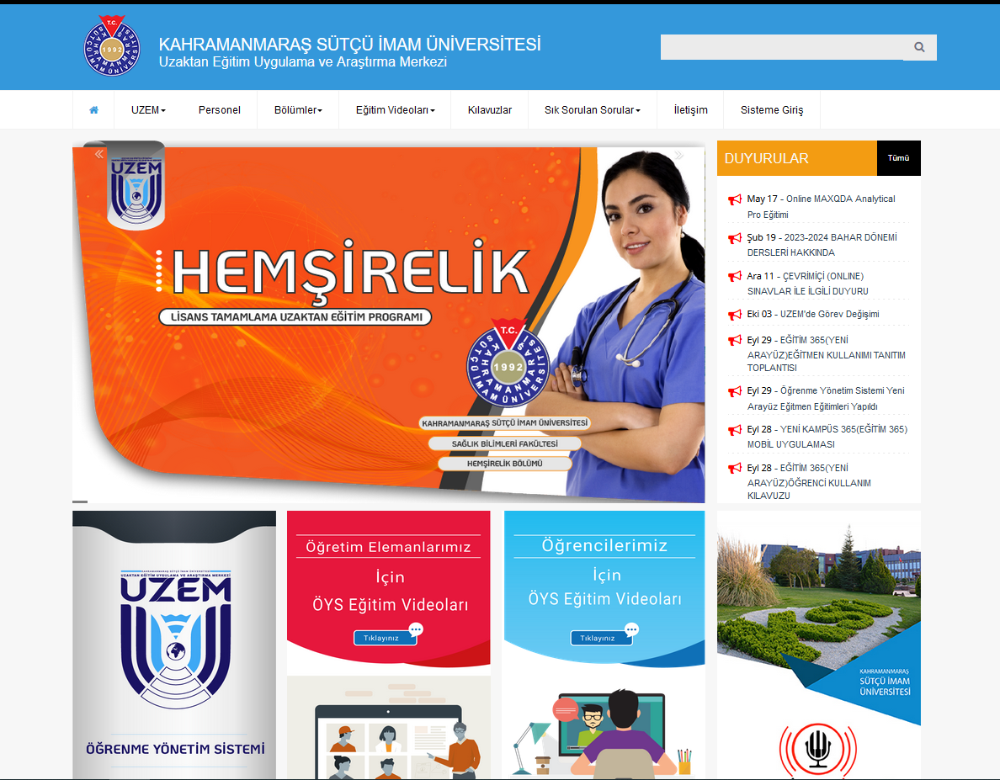 T.C.
KAHRAMANMARAŞ SÜTÇÜ İMAM ÜNİVERSİTESİ
1992
KAHRAMANMARAŞ SÜTÇÜ İMAM ÜNİVERSİTESİ
Uzaktan Eğitim Uygulama ve Araştırma Merkezi
UZEM
Personel
Bölümler
Eğitim Videoları
Kılavuzlar
Sık Sorulan Sorular
İletişim
Sisteme Giriş
«
»
UZEM
HEMŞİRELİK
LİSANS TAMAMLAMA UZAKTAN EĞİTİM PROGRAMI
T.C.
KAHRAMANMARAŞ SÜTÇÜ İMAM ÜNİVERSİTESİ
1992
KAHRAMANMARAŞ SÜTÇÜ İMAM ÜNİVERSİTESİ
SAĞLIK BİLİMLERİ FAKÜLTESİ
HEMŞİRELİK BÖLÜMÜ
DUYURULAR
Tümü
May 17 - Online MAXQDA Analytical
Pro Eğitimi
Şub 19 - 2023-2024 BAHAR DÖNEMİ
DERSLERİ HAKKINDA
Ara 11 - ÇEVRİMİÇİ (ONLINE)
SINAVLAR İLE İLGİLİ DUYURU
Eki 03 - UZEM'de Görev Değişimi
Eyl 29 - EĞİTİM 365(YENİ
ARAYÜZ)EĞİTMEN KULLANIMI TANITIM
TOPLANTISI
Eyl 29 - Öğrenme Yönetim Sistemi Yeni
Arayüz Eğitmen Eğitimleri Yapıldı
Eyl 28 - YENİ KAMPÜS 365(EĞİTİM 365)
MOBİL UYGULAMASI
Eyl 28 - EĞİTİM 365(YENİ
ARAYÜZ)ÖĞRENCİ KULLANIM
KILAVUZU
KAHRAMANMARAŞ SÜTÇÜ İMAM ÜNİVERSİTESİ
UZAKTAN EĞİTİM UYGULAMA VE ARAŞTIRMA MERKEZİ
UZEM
ÖĞRENME YÖNETİM SİSTEMİ
Öğretim Elemanlarımız
İçin
ÖYS Eğitim Videoları
Tıklayınız
Öğrencilerimiz
İçin
ÖYS Eğitim Videoları
Tıklayınız
KSÜ
KAHRAMANMARAŞ
SÜTÇÜ İMAM
ÜNİVERSİTESİ